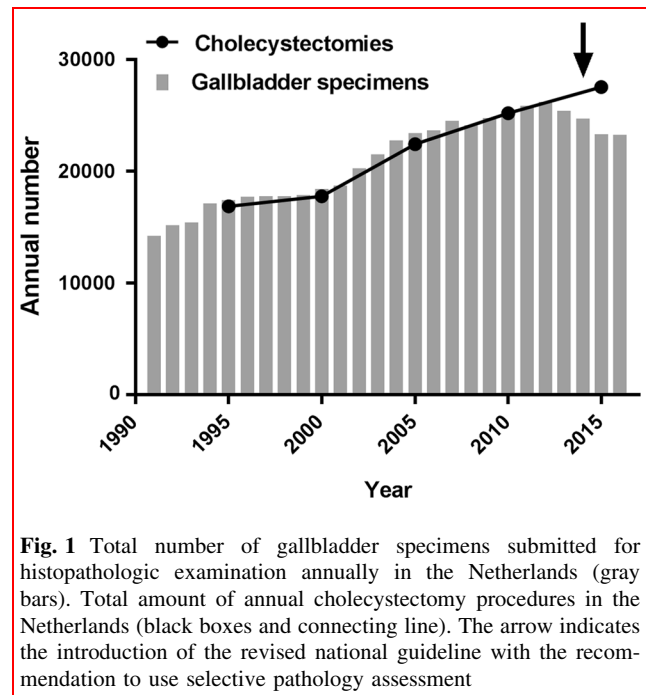 Cholecystectomies
Gallbladder specimens
30000
20000
10000
0
Annual number
1990
1995
2000
2005
2010
2015
Year
Fig. 1 Total number of gallbladder specimens submitted for
histopathologic examination annually in the Netherlands (gray
bars). Total amount of annual cholecystectomy procedures in the
Netherlands (black boxes and connecting line). The arrow indicates
the introduction of the revised national guideline with the recom-
mendation to use selective pathology assessment